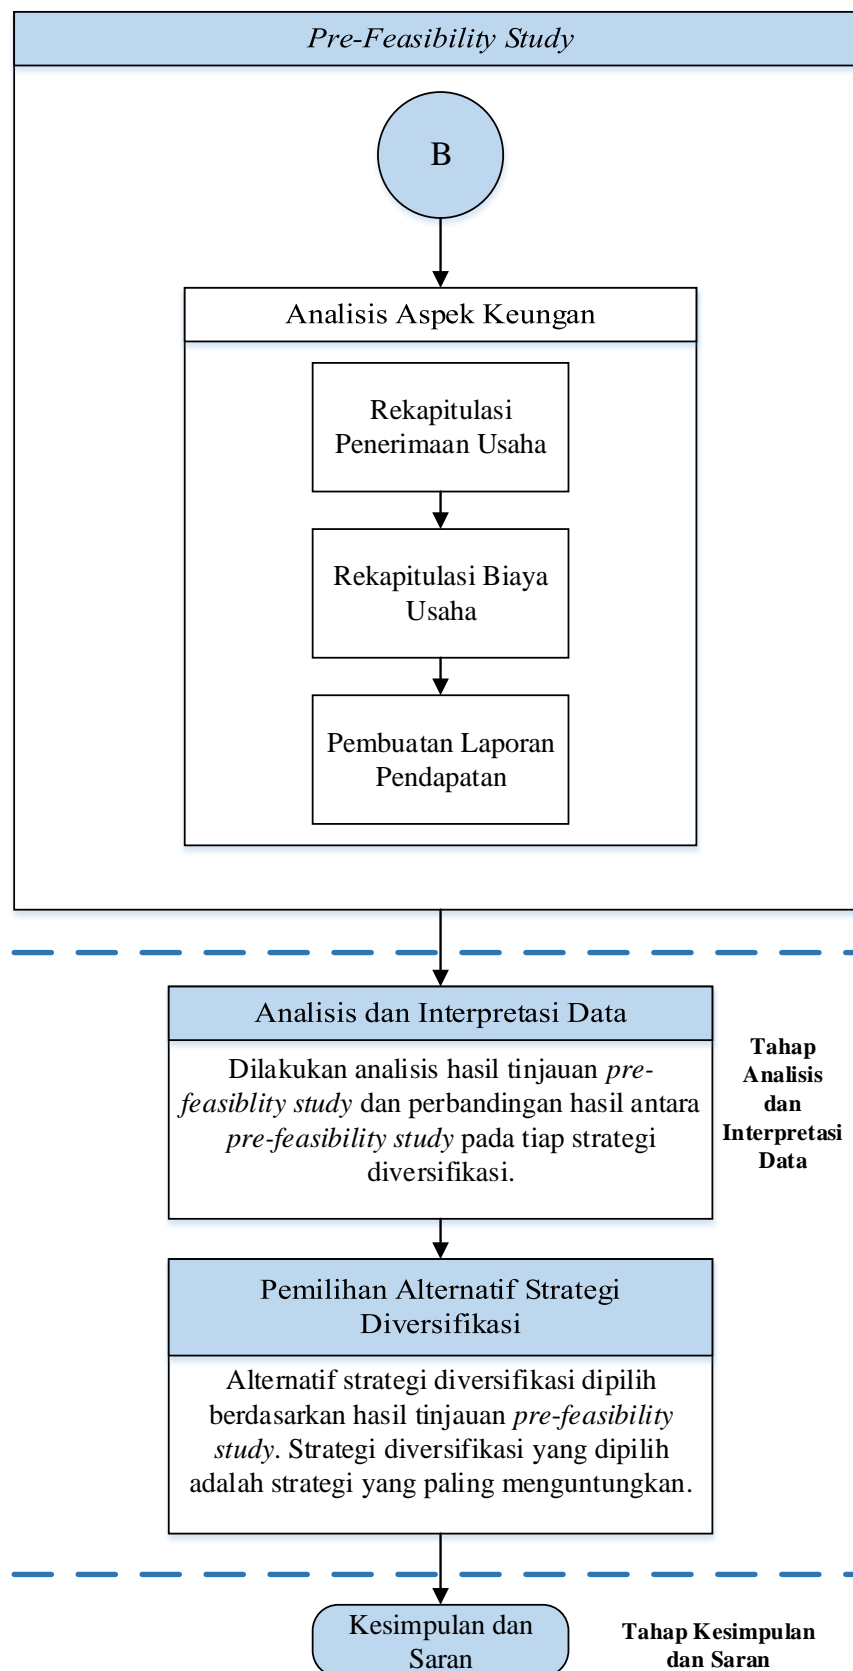 Pre-Feasibility Study
B
Analisis Aspek Keungan
Rekapitulasi
Penerimaan Usaha
Rekapitulasi Biaya
Usaha
Pembuatan Laporan
Pendapatan
Analisis dan Interpretasi Data
Dilakukan analisis hasil tinjauan pre-
feasiblity study dan perbandingan hasil antara
pre-feasibility study pada tiap strategi
diversifikasi.
Tahap
Analisis
dan
Interpretasi
Data
Pemilihan Alternatif Strategi
Diversifikasi
Alternatif strategi diversifikasi dipilih
berdasarkan hasil tinjauan pre-feasibility
study. Strategi diversifikasi yang dipilih
adalah strategi yang paling menguntungkan.
Kesimpulan dan
Saran
Tahap Kesimpulan
dan Saran